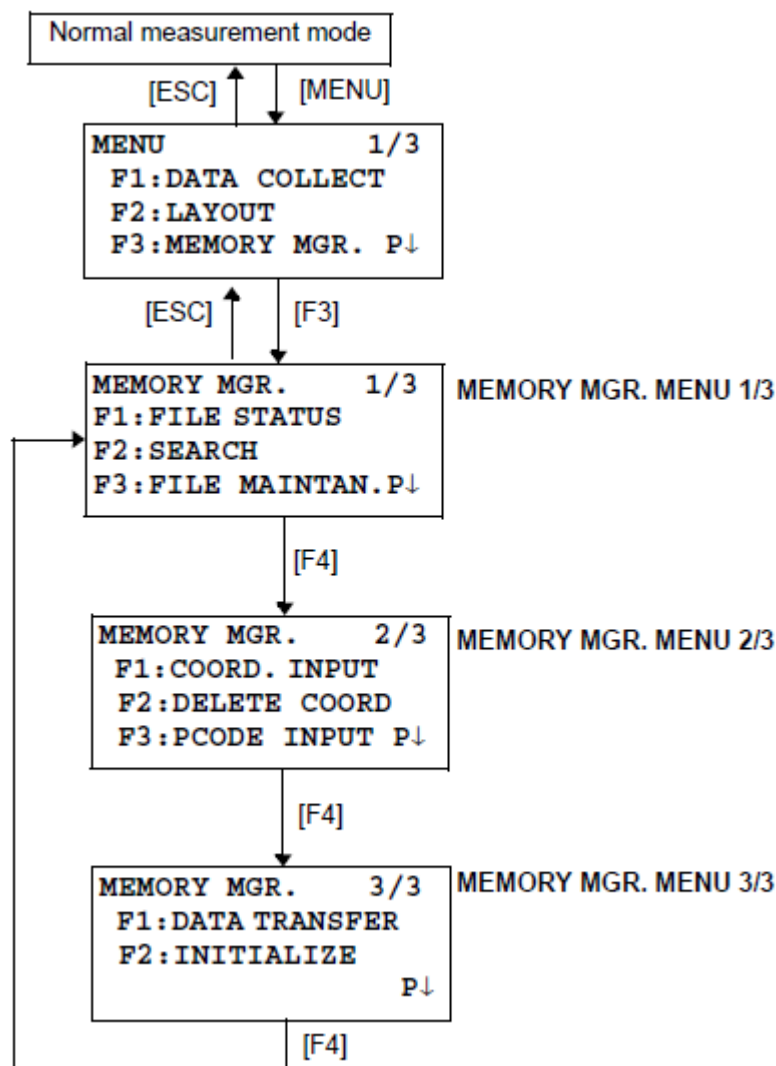 Normal measurement mode
[ESC] [MENU]
MENU 1/3
F1:DATA COLLECT
F2:LAYOUT
F3:MEMORY MGR. P↓
[ESC] [F3]
MEMORY MGR. 1/3 MEMORY MGR. MENU 1/3
F1:FILE STATUS
F2:SEARCH
F3:FILE MAINTAN.P↓
[F4]
MEMORY MGR. 2/3 MEMORY MGR. MENU 2/3
F1:COORD. INPUT
F2:DELETE COORD
F3:PCODE INPUT P↓
[F4]
MEMORY MGR. 3/3 MEMORY MGR. MENU 3/3
F1:DATA TRANSFER
F2:INITIALIZE
P↓
[F4]